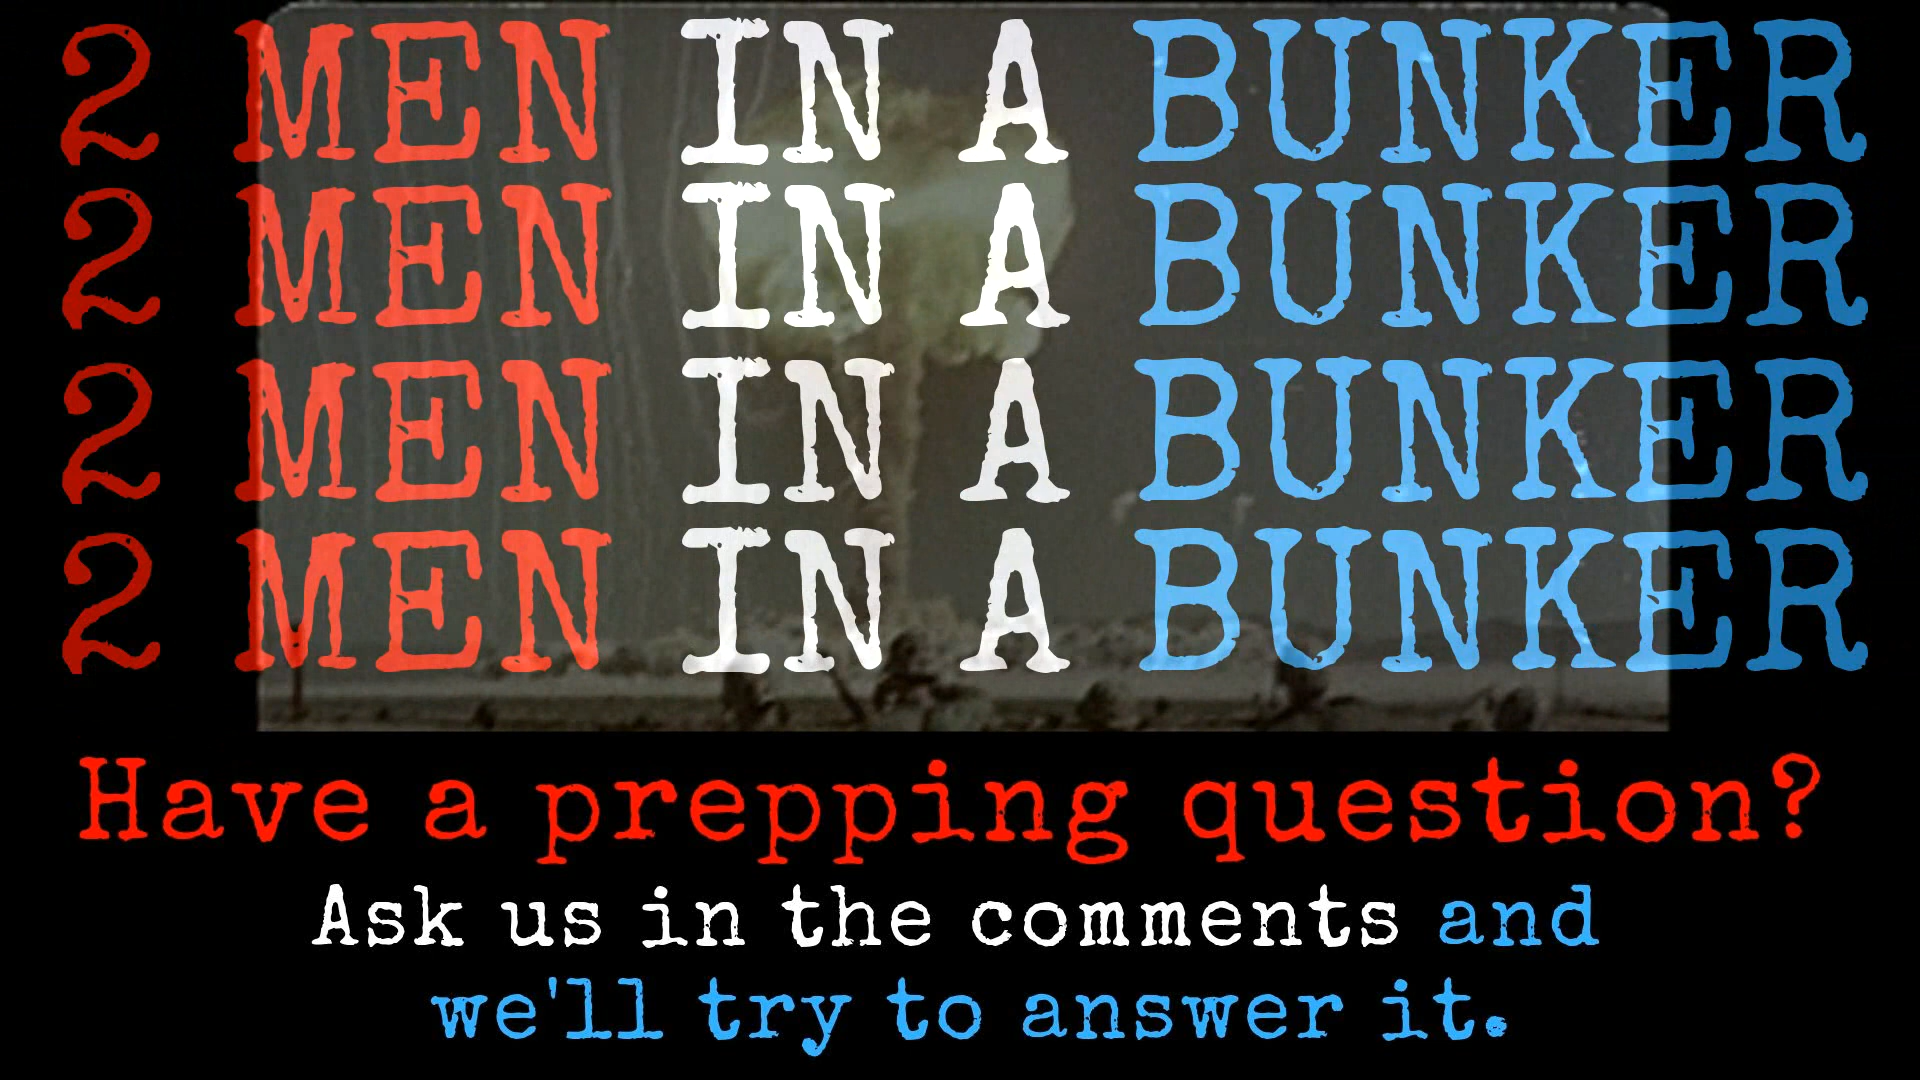 2 MEN IN A BUNKER
2 MEN IN A BUNKER
2 MEN IN A BUNKER
2 MEN IN A BUNKER
Have a prepping question?
Ask us in the comments and
we'll try to answer it.